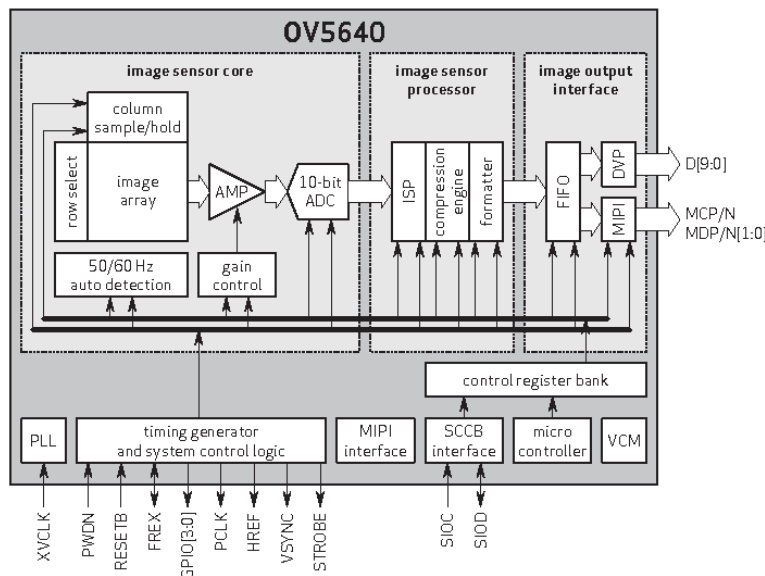 OV5640
image sensor core
image sensor
processor
image output
interface
column
sample/hold
row select
image
array
AMP
10-bit
ADC
ISP
compression
engine
formatter
FIFO
DVP
MIPI
D[9:0]
MCP/N
MDP/N[1:0]
50/60 Hz
auto detection
gain
control
control register bank
PLL
timing generator
and system control logic
MIPI
interface
SCCB
interface
micro
controller
VCM
XVCLK
PWDN
RESETB
FREX
GPIO[3:0]
PCLK
HREF
VSYNC
STROBE
SIOC
SIOD